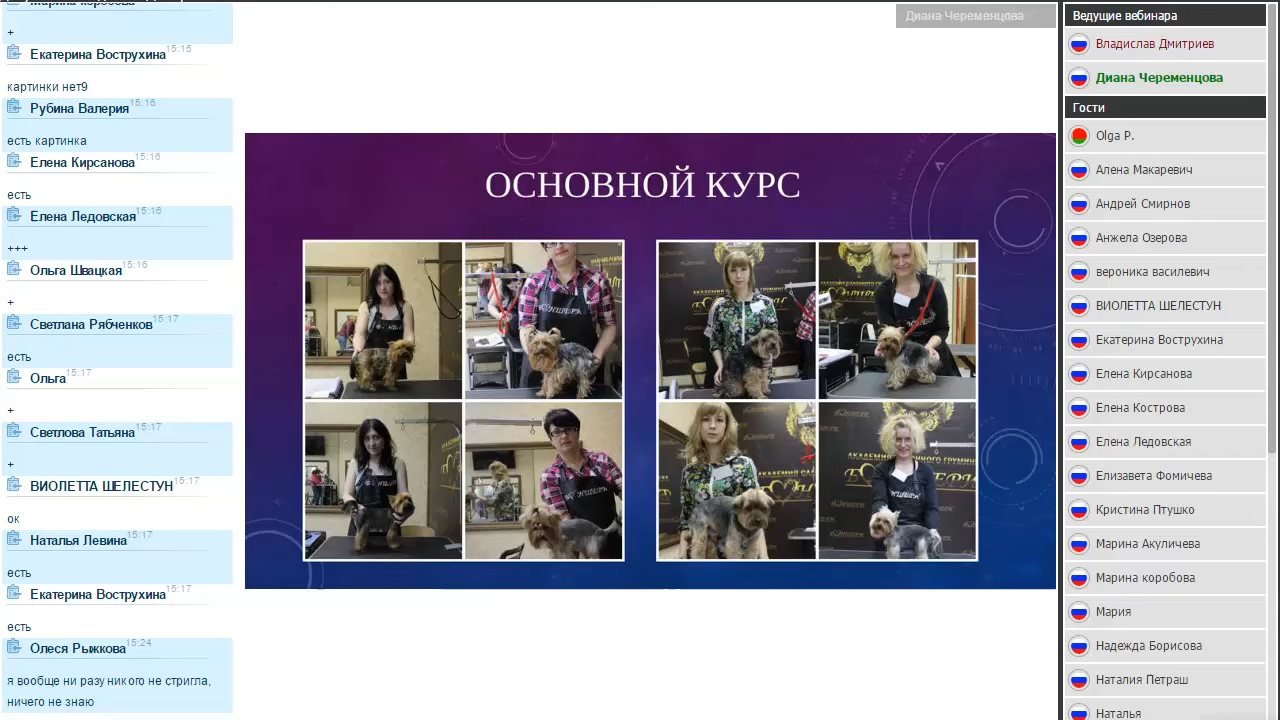 Марина коробова
+
Екатерина Вострухина 15:15
картинки нет9
Рубина Валерия 15:16
есть картинка
Елена Кирсанова 15:16
есть
Елена Ледовская 15:16
+++
Ольга Швацкая 15:16
+
Светлана Рябченков 15:17
есть
Ольга 15:17
+
Светлова Татьяна 15:17
+
ВИОЛЕТТА ШЕЛЕСТУН 15:17
ок
Наталья Левина 15:17
есть
Екатерина Вострухина 15:17
есть
Олеся Рыжкова 15:24
я вообще ни разу никого не стригла,
ничего не знаю
Диана Черемен­цова
ОСНОВНОЙ КУРС
Ведущие вебинара
Владислав Дмитриев
Диана Череменцова
Гости
Olga P.
Алена Макаревич
Андрей Смирнов
Анжела Озерова
вероника василевич
ВИОЛЕТТА ШЕЛЕСТУН
Екатерина Вострухина
Елена Кирсанова
Елена Кострова
Елена Ледовская
Елизавета Фомичева
Кристина Птушко
Марина Акуличева
Марина коробова
Мария
Надежда Борисова
Наталия Петраш
Наталья